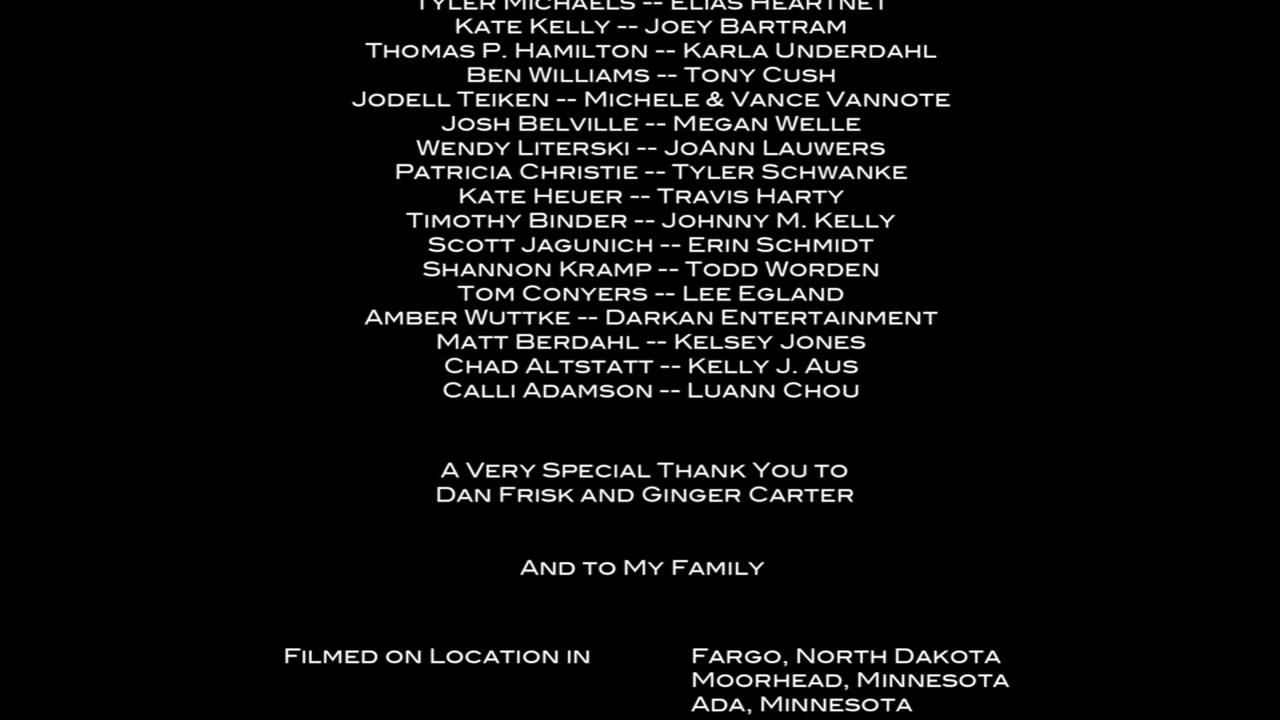 Tyler Michaels -- Elias Heartnet
Kate Kelly -- Joey Bartram
Thomas P. Hamilton -- Karla Underdahl
Ben Williams -- Tony Cush
Jodell Teiken -- Michele & Vance Vannote
Josh Belville -- Megan Welle
Wendy Literski -- JoAnn Lauwers
Patricia Christie -- Tyler Schwanke
Kate Heuer -- Travis Harty
Timothy Binder -- Johnny M. Kelly
Scott Jagunich -- Erin Schmidt
Shannon Kramp -- Todd Worden
Tom Conyers -- Lee Egland
Amber Wuttke -- Darkan Entertainment
Matt Berdahl -- Kelsey Jones
Chad Altstatt -- Kelly J. Aus
Calli Adamson -- Luann Chou
A Very Special Thank You to
Dan Frisk and Ginger Carter
And to My Family
Filmed on Location in Fargo, North Dakota
Moorhead, Minnesota
Ada, Minnesota